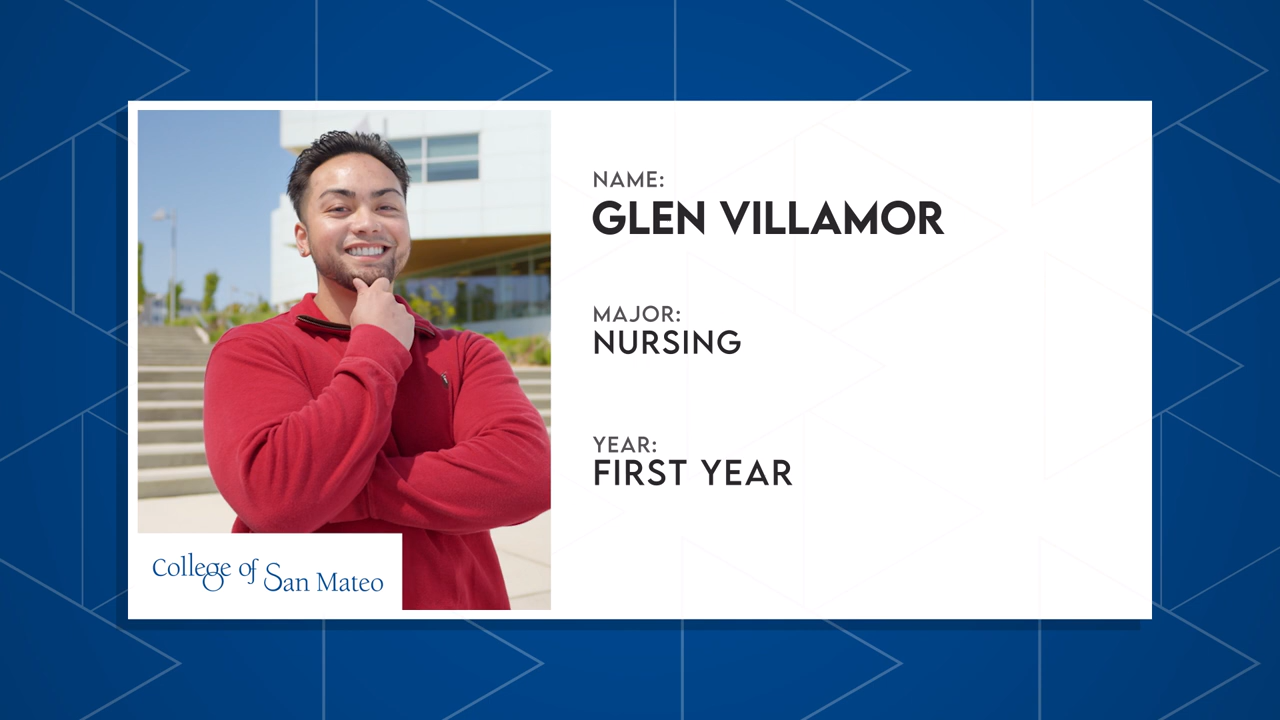 NAME:
GLEN VILLAMOR
MAJOR:
NURSING
YEAR:
FIRST YEAR
College of San Mateo